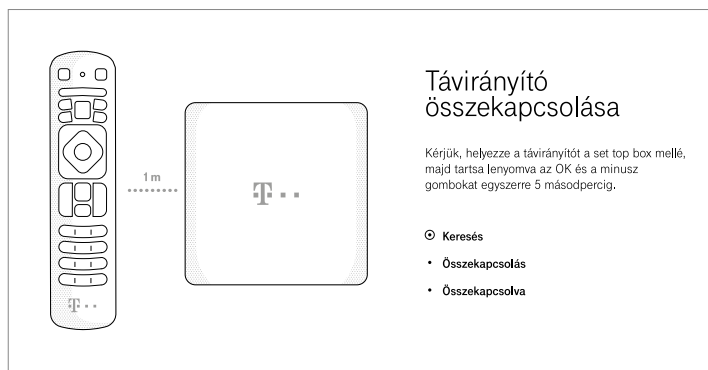 Távirányító
összekapcsolása
Kérjük, helyezze a távirányítót a set top box mellé,
majd tartsa lenyomva az OK és a minusz
gombokat egyszerre 5 másodpercig.
Keresés
Összekapcsolás
Összekapcsolva
1 m
T
T